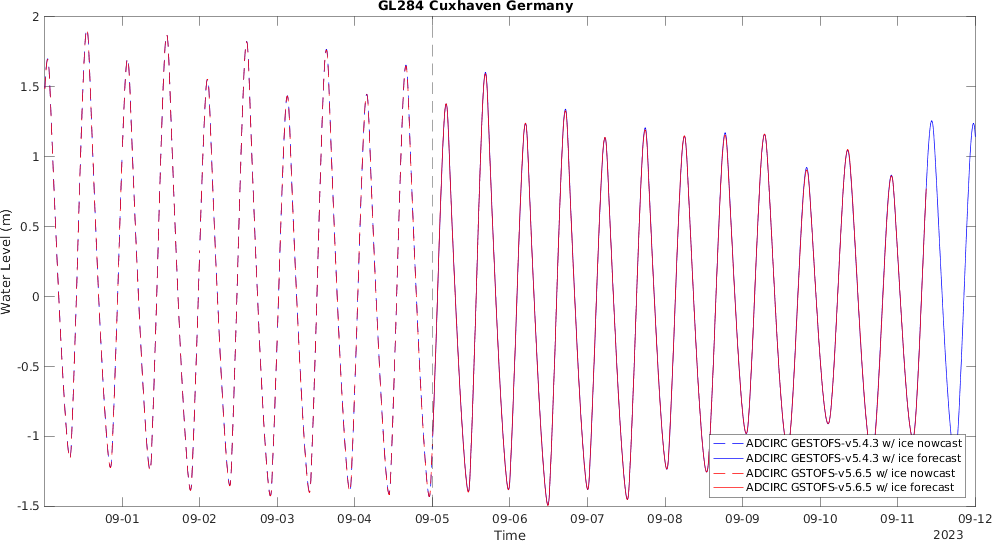 GL284 Cuxhaven Germany
2
1.5
1
0.5
0
-0.5
-1
-1.5
Water Level (m)
09-01 09-02 09-03 09-04 09-05 09-06 09-07 09-08 09-09 09-10 09-11 09-12
Time
2023
ADCIRC GESTOFS-v5.4.3 w/ ice nowcast
ADCIRC GESTOFS-v5.4.3 w/ ice forecast
ADCIRC GSTOFS-v5.6.5 w/ ice nowcast
ADCIRC GSTOFS-v5.6.5 w/ ice forecast